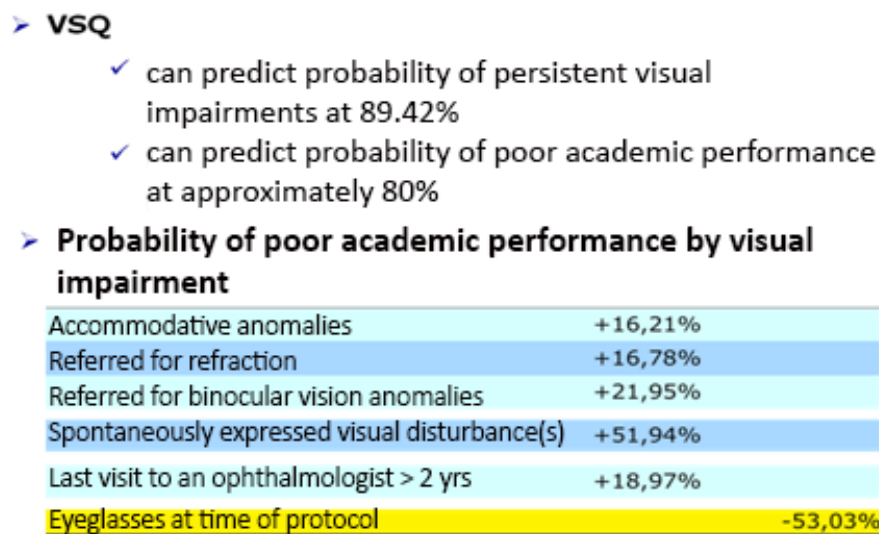 VSQ
can predict probability of persistent visual
impairments at 89.42%
can predict probability of poor academic performance
at approximately 80%
Probability of poor academic performance by visual
impairment
Accommodative anomalies +16,21%
Referred for refraction +16,78%
Referred for binocular vision anomalies +21,95%
Spontaneously expressed visual disturbance(s) +51,94%
Last visit to an ophthalmologist > 2 yrs +18,97%
Eyeglasses at time of protocol -53,03%